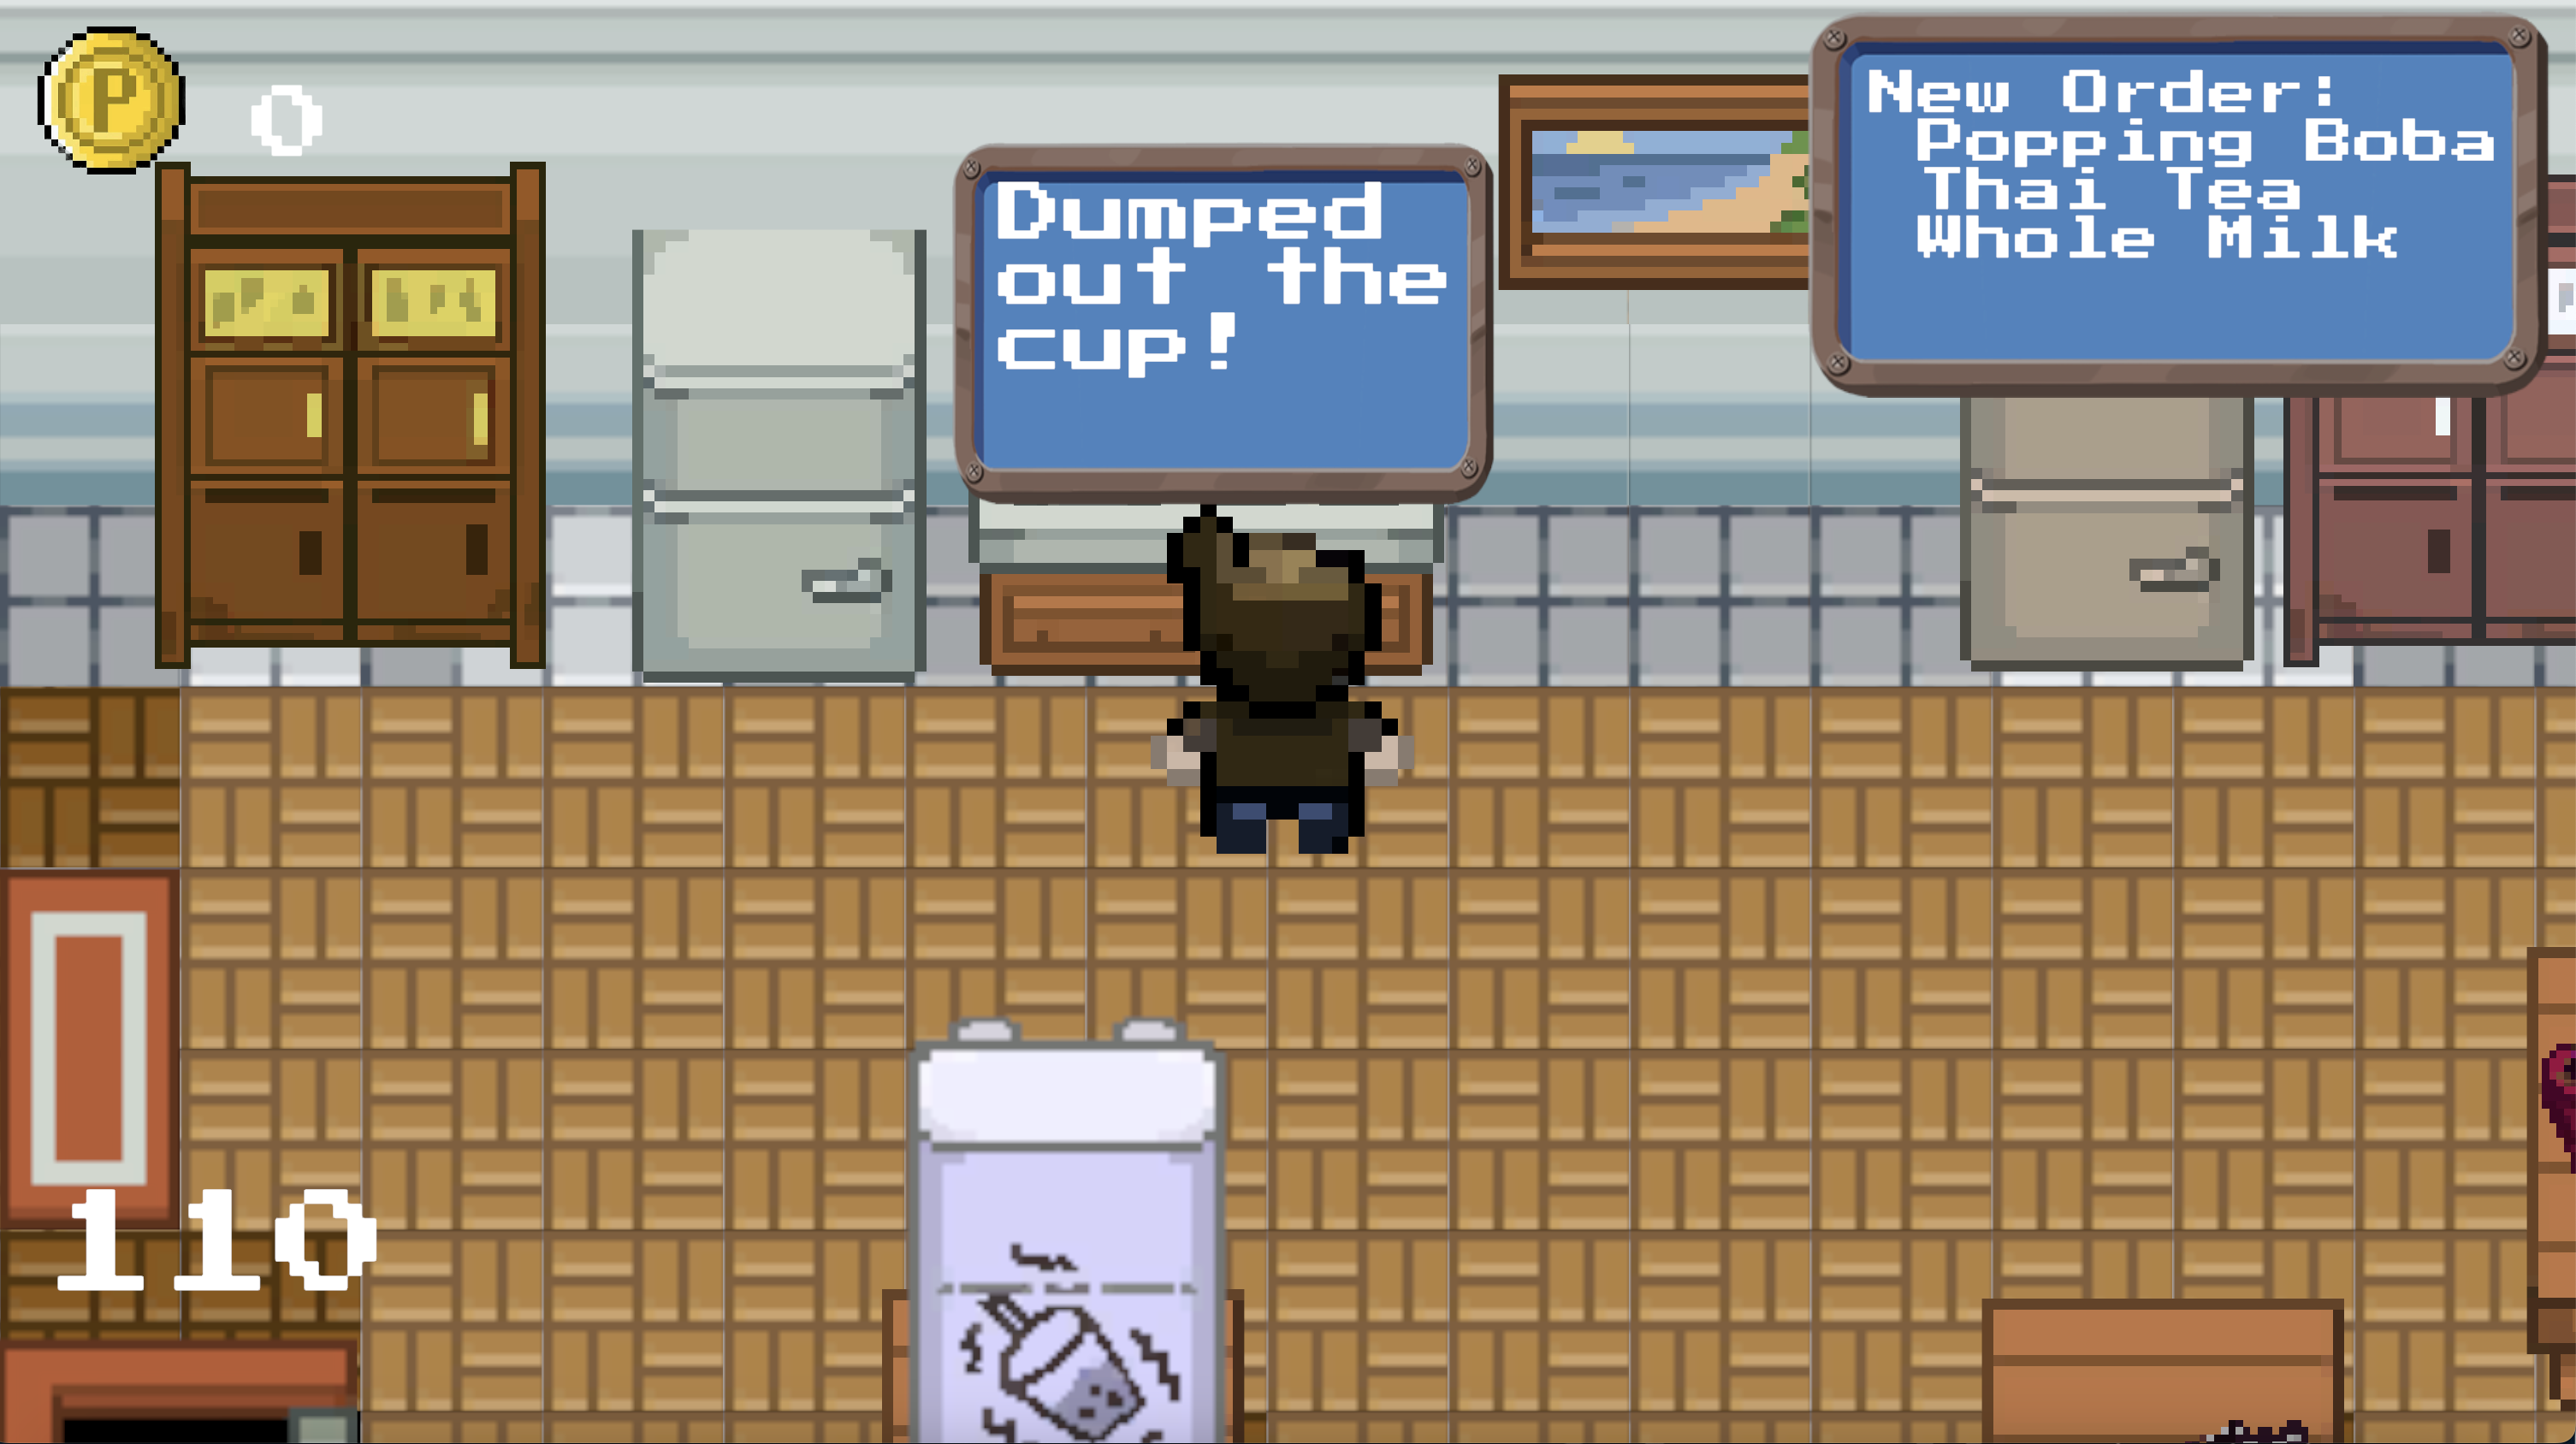 P
0
Dumped
out the
cup!
New Order:
Popping Boba
Thai Tea
Whole Milk
110